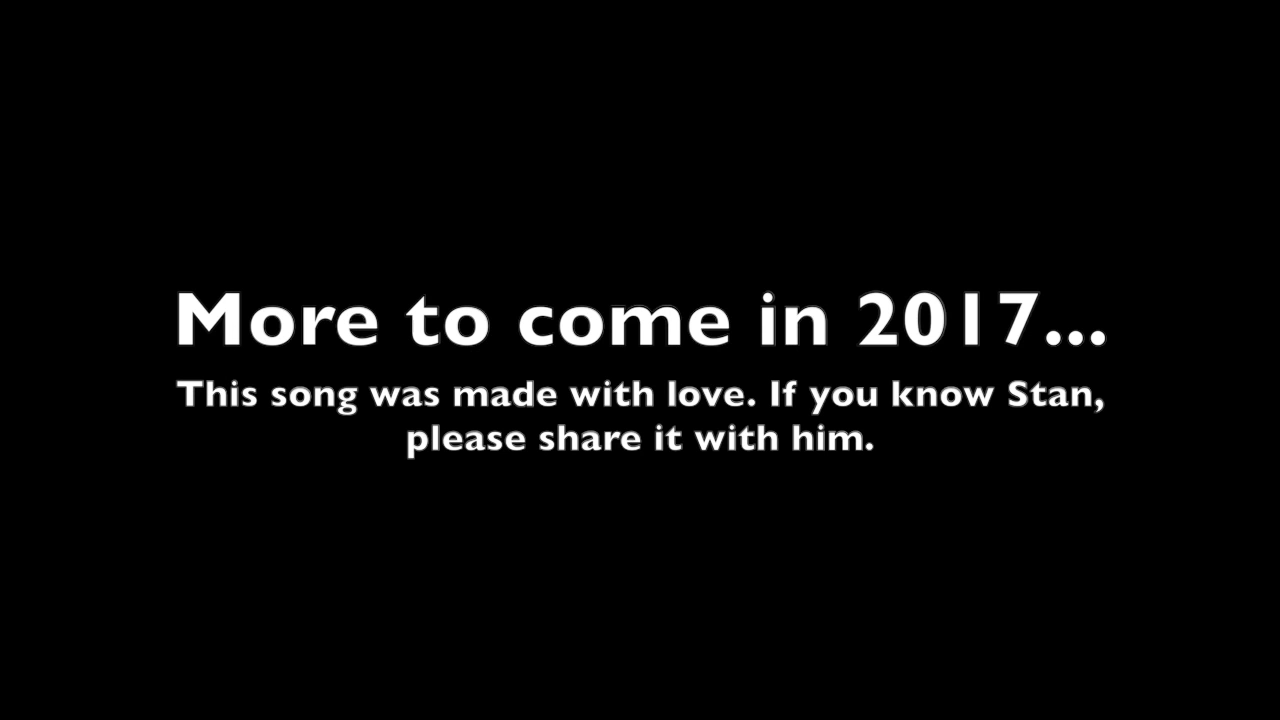 More to come in 2017...
This song was made with love. If you know Stan,
please share it with him.